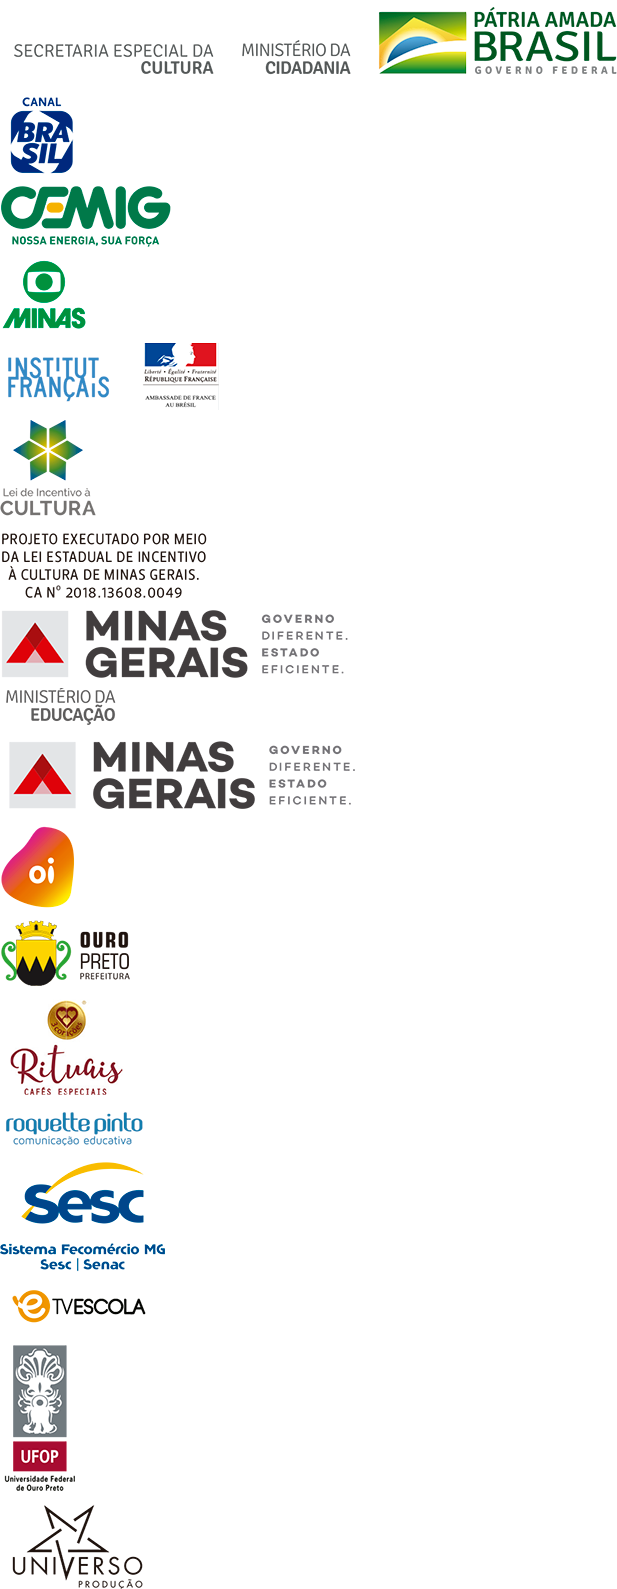 SECRETARIA ESPECIAL DA
CULTURA
MINISTÉRIO DA
CIDADANIA
PÁTRIA AMADA
BRASIL
GOVERNO FEDERAL
CANAL
BRA
SIL
CEMIG
NOSSA ENERGIA, SUA FORÇA
MINAS
INSTITUT
FRANÇAIS
Liberté • Égalité • Fraternité
RÉPUBLIQUE FRANÇAISE
AMBASSADE DE FRANCE
AU BRÉSIL
Lei de Incentivo à
CULTURA
PROJETO EXECUTADO POR MEIO
DA LEI ESTADUAL DE INCENTIVO
À CULTURA DE MINAS GERAIS.
CA Nº 2018.13608.0049
MINAS
GERAIS
GOVERNO
DIFERENTE.
ESTADO
EFICIENTE.
MINISTÉRIO DA
EDUCAÇÃO
MINAS
GERAIS
GOVERNO
DIFERENTE.
ESTADO
EFICIENTE.
oi
OURO
PRETO
PREFEITURA
3 corações
Rituais
CAFÉS ESPECIAIS
roquette pinto
comunicação educativa
Sesc
Sistema Fecomércio MG
Sesc | Senac
e TVESCOLA
UFOP
Universidade Federal
de Ouro Preto
UNIVERSO
PRODUÇÃO